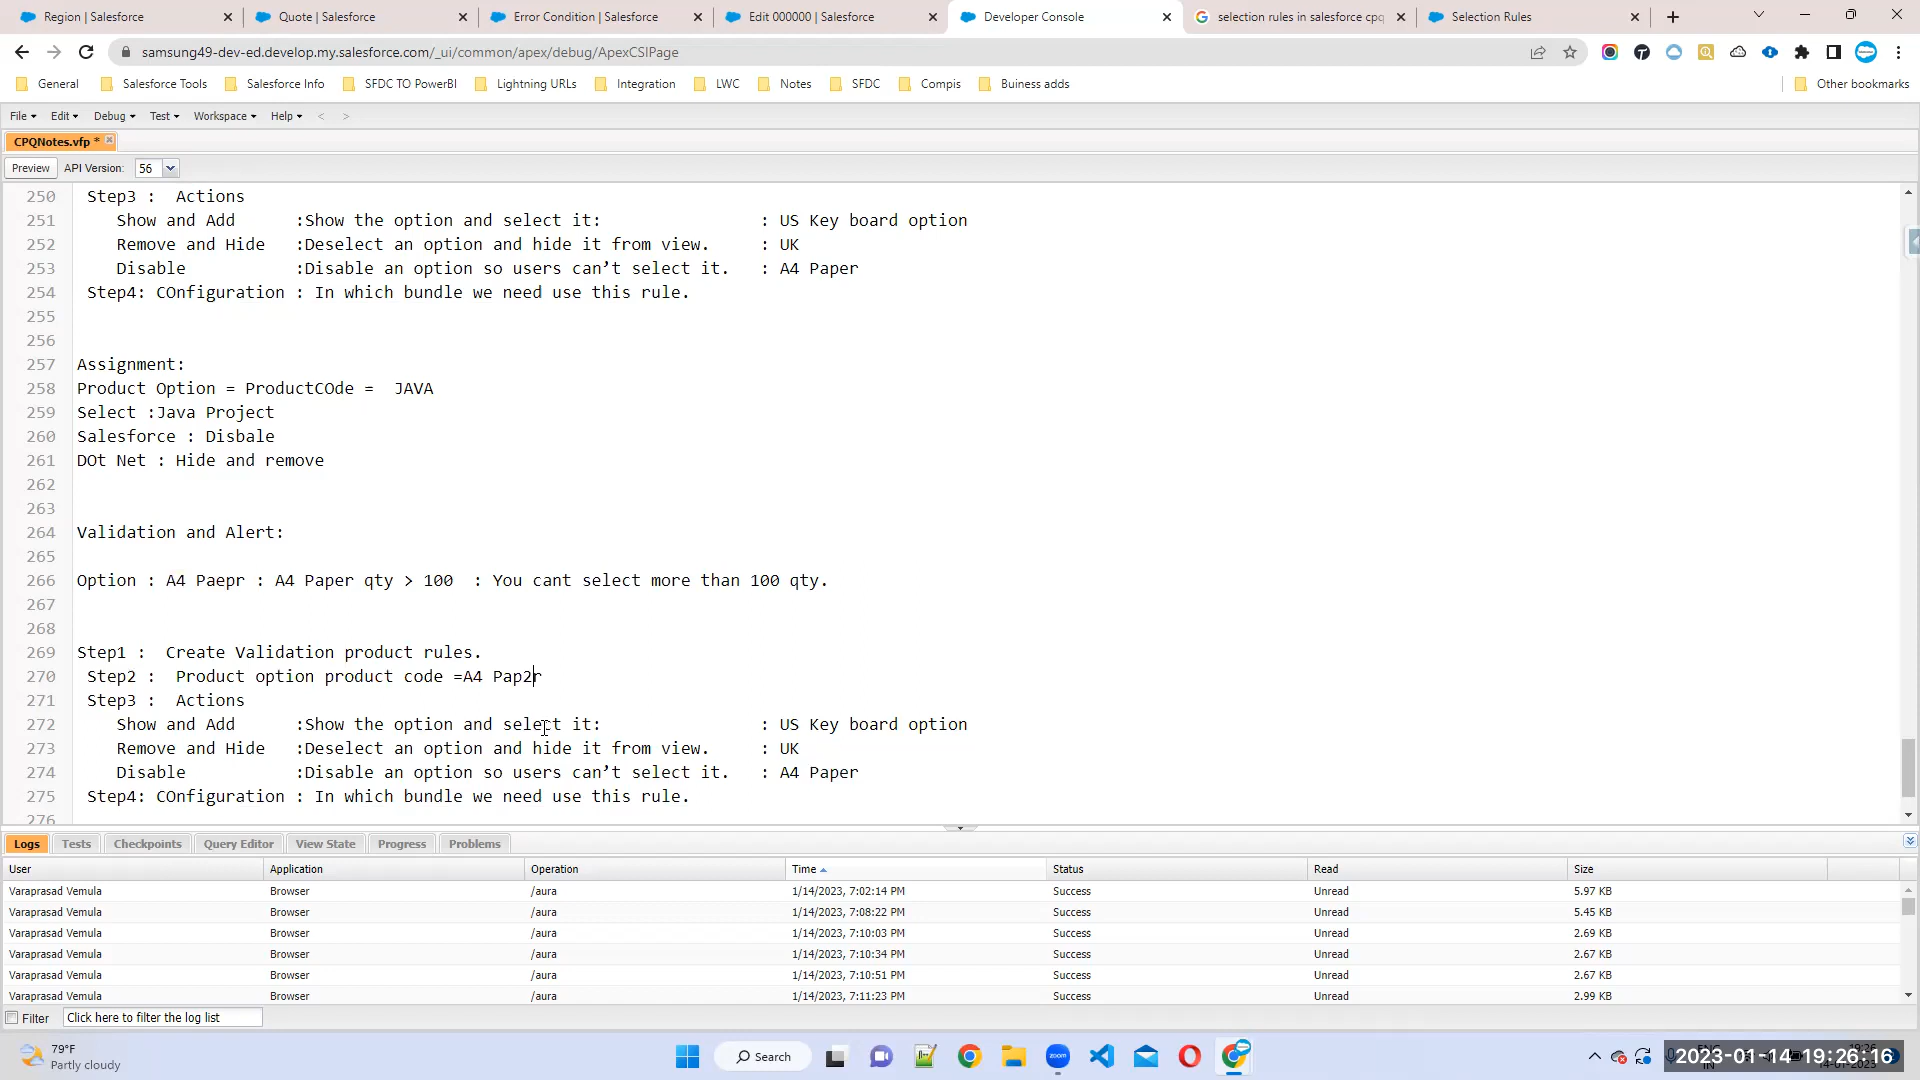 Region | Salesforce
Quote | Salesforce
Error Condition | Salesforce
Edit 000000 | Salesforce
Developer Console
selection rules in salesforce cpq
Selection Rules
samsung49-dev-ed.develop.my.salesforce.com/_ui/common/apex/debug/ApexCSIPage
General Salesforce Tools Salesforce Info SFDC TO PowerBI Lightning URLs Integration LWC Notes SFDC Compis Buiness adds Other bookmarks
File Edit Debug Test Workspace Help < >
CPQNotes.vfp *
Preview API Version: 56
250 Step3 : Actions
251 Show and Add :Show the option and select it: : US Key board option
252 Remove and Hide :Deselect an option and hide it from view. : UK
253 Disable :Disable an option so users can’t select it. : A4 Paper
254 Step4: COnfiguration : In which bundle we need use this rule.
255
256
257 Assignment:
258 Product Option = ProductCOde = JAVA
259 Select :Java Project
260 Salesforce : Disbale
261 DOt Net : Hide and remove
262
263
264 Validation and Alert:
265
266 Option : A4 Paepr : A4 Paper qty > 100 : You cant select more than 100 qty.
267
268
269 Step1 : Create Validation product rules.
270 Step2 : Product option product code =A4 Pap2r
271 Step3 : Actions
272 Show and Add :Show the option and select it: : US Key board option
273 Remove and Hide :Deselect an option and hide it from view. : UK
274 Disable :Disable an option so users can’t select it. : A4 Paper
275 Step4: COnfiguration : In which bundle we need use this rule.
276
Logs Tests Checkpoints Query Editor View State Progress Problems
User Application Operation Time Status Read Size
Varaprasad Vemula Browser /aura 1/14/2023, 7:02:14 PM Success Unread 5.97 KB
Varaprasad Vemula Browser /aura 1/14/2023, 7:08:22 PM Success Unread 5.45 KB
Varaprasad Vemula Browser /aura 1/14/2023, 7:10:03 PM Success Unread 2.69 KB
Varaprasad Vemula Browser /aura 1/14/2023, 7:10:34 PM Success Unread 2.67 KB
Varaprasad Vemula Browser /aura 1/14/2023, 7:10:51 PM Success Unread 2.67 KB
Varaprasad Vemula Browser /aura 1/14/2023, 7:11:23 PM Success Unread 2.99 KB
Filter Click here to filter the log list
79°F
Partly cloudy
Search
zoom
2023-01-14 19:26:16